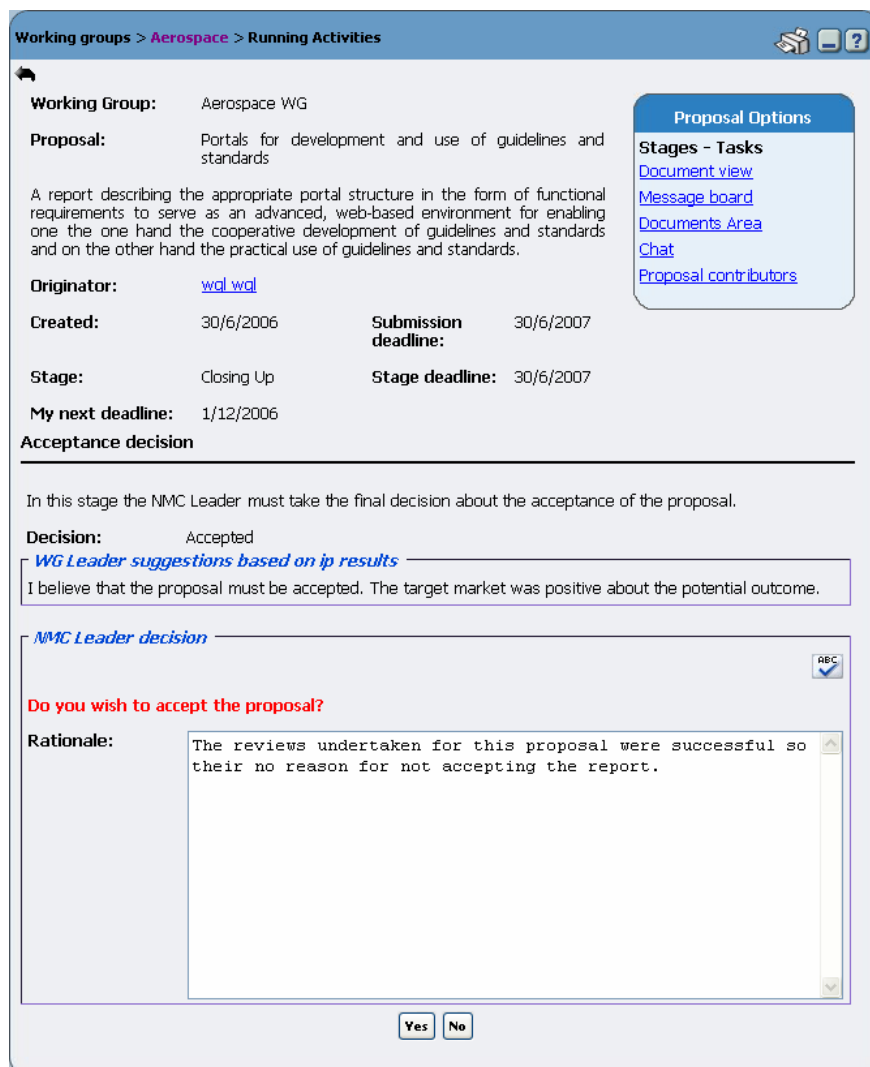 Working groups > Aerospace > Running Activities
?
Working Group: Aerospace WG
Proposal: Portals for development and use of guidelines and
standards
A report describing the appropriate portal structure in the form of functional
requirements to serve as an advanced, web-based environment for enabling
one the one hand the cooperative development of guidelines and standards
and on the other hand the practical use of guidelines and standards.
Originator: wgl wgl
Created: 30/6/2006 Submission deadline: 30/6/2007
Stage: Closing Up Stage deadline: 30/6/2007
My next deadline: 1/12/2006
Proposal Options
Stages - Tasks
Document view
Message board
Documents Area
Chat
Proposal contributors
Acceptance decision
In this stage the NMC Leader must take the final decision about the acceptance of the proposal.
Decision: Accepted
WG Leader suggestions based on ip results
I believe that the proposal must be accepted. The target market was positive about the potential outcome.
NMC Leader decision
ABC
Do you wish to accept the proposal?
Rationale: The reviews undertaken for this proposal were successful so
their no reason for not accepting the report.
Yes No